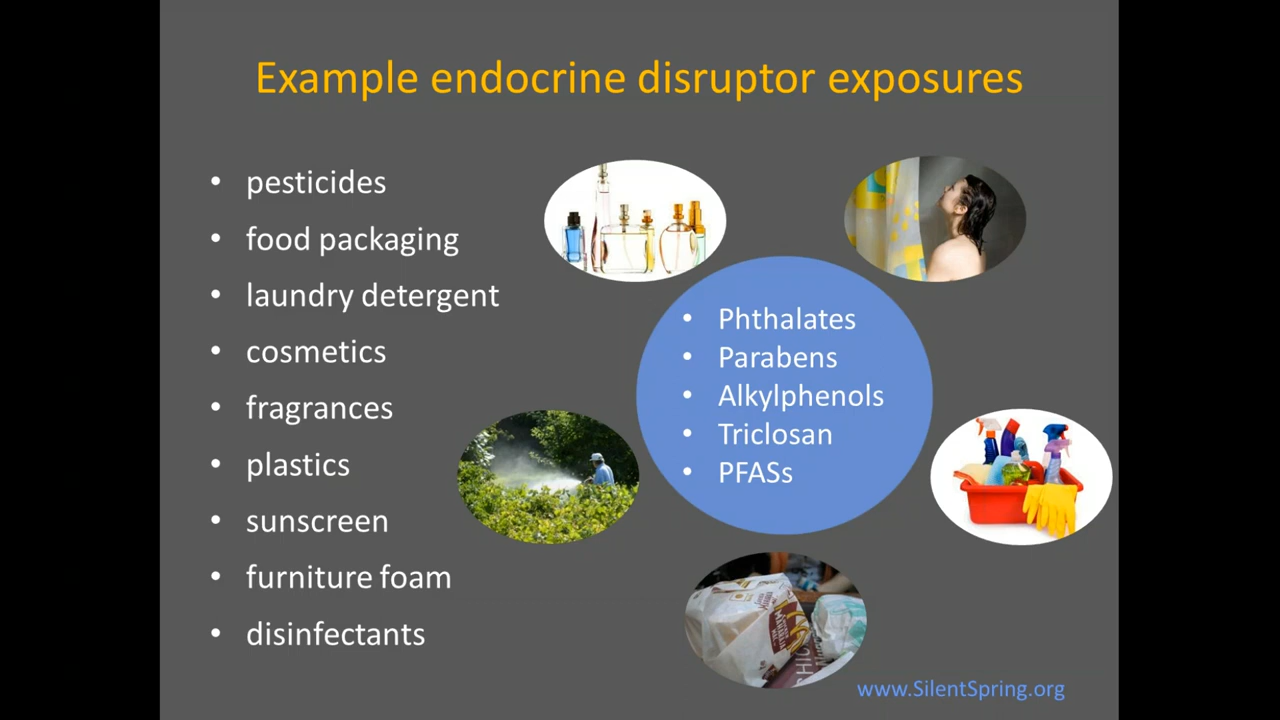 Example endocrine disruptor exposures
• pesticides
• food packaging
• laundry detergent
• cosmetics
• fragrances
• plastics
• sunscreen
• furniture foam
• disinfectants
• Phthalates
• Parabens
• Alkylphenols
• Triclosan
• PFASs
www.SilentSpring.org